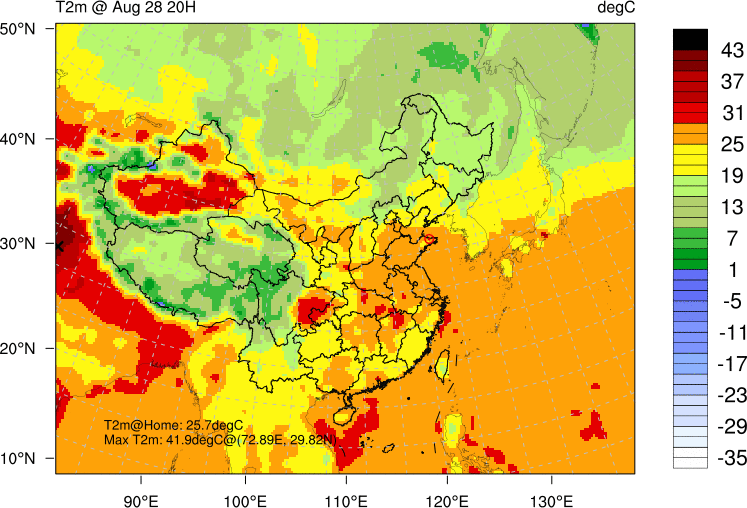 T2m @ Aug 28 20H
degC
50°N
40°N
30°N
20°N
10°N
90°E
100°E
110°E
120°E
130°E
T2m@Home: 25.7degC
Max T2m: 41.9degC@(72.89E, 29.82N)
43
37
31
25
19
13
7
1
-5
-11
-17
-23
-29
-35